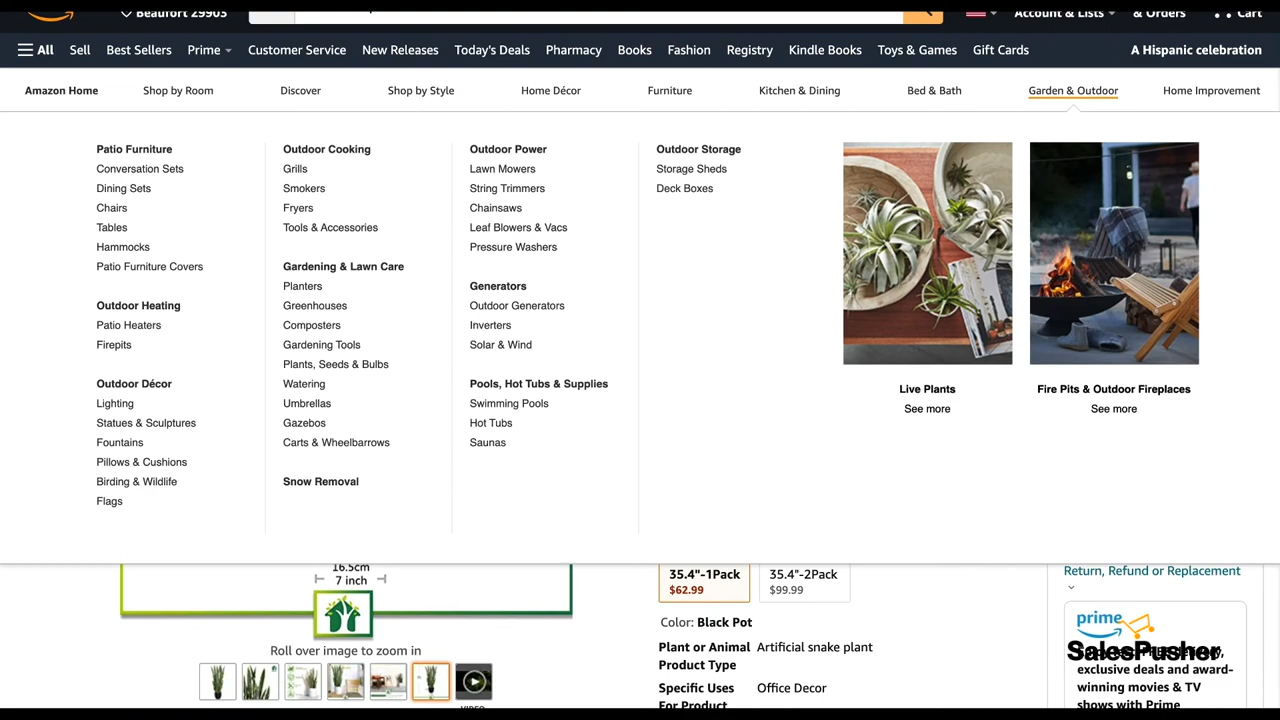 Beaufort 29903
Account & Lists
& Orders
Cart
All
Sell
Best Sellers
Prime
Customer Service
New Releases
Today's Deals
Pharmacy
Books
Fashion
Registry
Kindle Books
Toys & Games
Gift Cards
A Hispanic celebration
Amazon Home
Shop by Room
Discover
Shop by Style
Home Décor
Furniture
Kitchen & Dining
Bed & Bath
Garden & Outdoor
Home Improvement
Patio Furniture
Conversation Sets
Dining Sets
Chairs
Tables
Hammocks
Patio Furniture Covers
Outdoor Heating
Patio Heaters
Firepits
Outdoor Décor
Lighting
Statues & Sculptures
Fountains
Pillows & Cushions
Birding & Wildlife
Flags
Outdoor Cooking
Grills
Smokers
Fryers
Tools & Accessories
Gardening & Lawn Care
Planters
Greenhouses
Composters
Gardening Tools
Plants, Seeds & Bulbs
Watering
Umbrellas
Gazebos
Carts & Wheelbarrows
Snow Removal
Outdoor Power
Lawn Mowers
String Trimmers
Chainsaws
Leaf Blowers & Vacs
Pressure Washers
Generators
Outdoor Generators
Inverters
Solar & Wind
Pools, Hot Tubs & Supplies
Swimming Pools
Hot Tubs
Saunas
Outdoor Storage
Storage Sheds
Deck Boxes
Live Plants
See more
Fire Pits & Outdoor Fireplaces
See more
16.5cm
7 inch
Roll over image to zoom in
VIDEO
35.4"-1Pack
$62.99
35.4"-2Pack
$99.99
Color: Black Pot
Plant or Animal Artificial snake plant
Product Type
Specific Uses Office Decor
For Product
Return, Refund or Replacement
prime
SalesPusher
exclusive deals and award-
winning movies & TV
shows with Prime